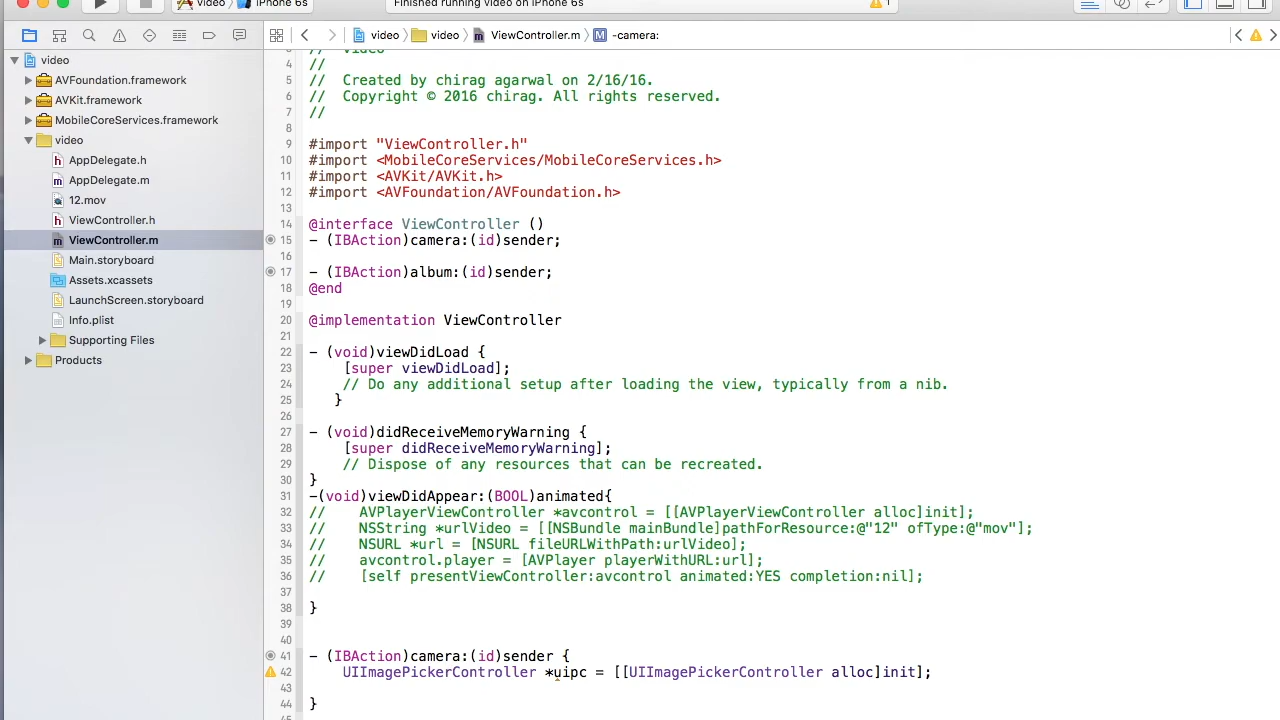 video
iPhone 6s
Finished running video on iPhone 6s
1
video
video
ViewController.m
M
-camera:
video
AVFoundation.framework
AVKit.framework
MobileCoreServices.framework
video
h AppDelegate.h
m AppDelegate.m
12.mov
h ViewController.h
m ViewController.m
Main.storyboard
Assets.xcassets
LaunchScreen.storyboard
Info.plist
Supporting Files
Products
3 // video
4 //
5 // Created by chirag agarwal on 2/16/16.
6 // Copyright © 2016 chirag. All rights reserved.
7 //
8
9 #import "ViewController.h"
10 #import <MobileCoreServices/MobileCoreServices.h>
11 #import <AVKit/AVKit.h>
12 #import <AVFoundation/AVFoundation.h>
13
14 @interface ViewController ()
15 - (IBAction)camera:(id)sender;
16
17 - (IBAction)album:(id)sender;
18 @end
19
20 @implementation ViewController
21
22 - (void)viewDidLoad {
23 [super viewDidLoad];
24 // Do any additional setup after loading the view, typically from a nib.
25 }
26
27 - (void)didReceiveMemoryWarning {
28 [super didReceiveMemoryWarning];
29 // Dispose of any resources that can be recreated.
30 }
31 -(void)viewDidAppear:(BOOL)animated{
32 // AVPlayerViewController *avcontrol = [[AVPlayerViewController alloc]init];
33 // NSString *urlVideo = [[NSBundle mainBundle]pathForResource:@"12" ofType:@"mov"];
34 // NSURL *url = [NSURL fileURLWithPath:urlVideo];
35 // avcontrol.player = [AVPlayer playerWithURL:url];
36 // [self presentViewController:avcontrol animated:YES completion:nil];
37
38 }
39
40
41 - (IBAction)camera:(id)sender {
42 UIImagePickerController *uipc = [[UIImagePickerController alloc]init];
43
44 }
45